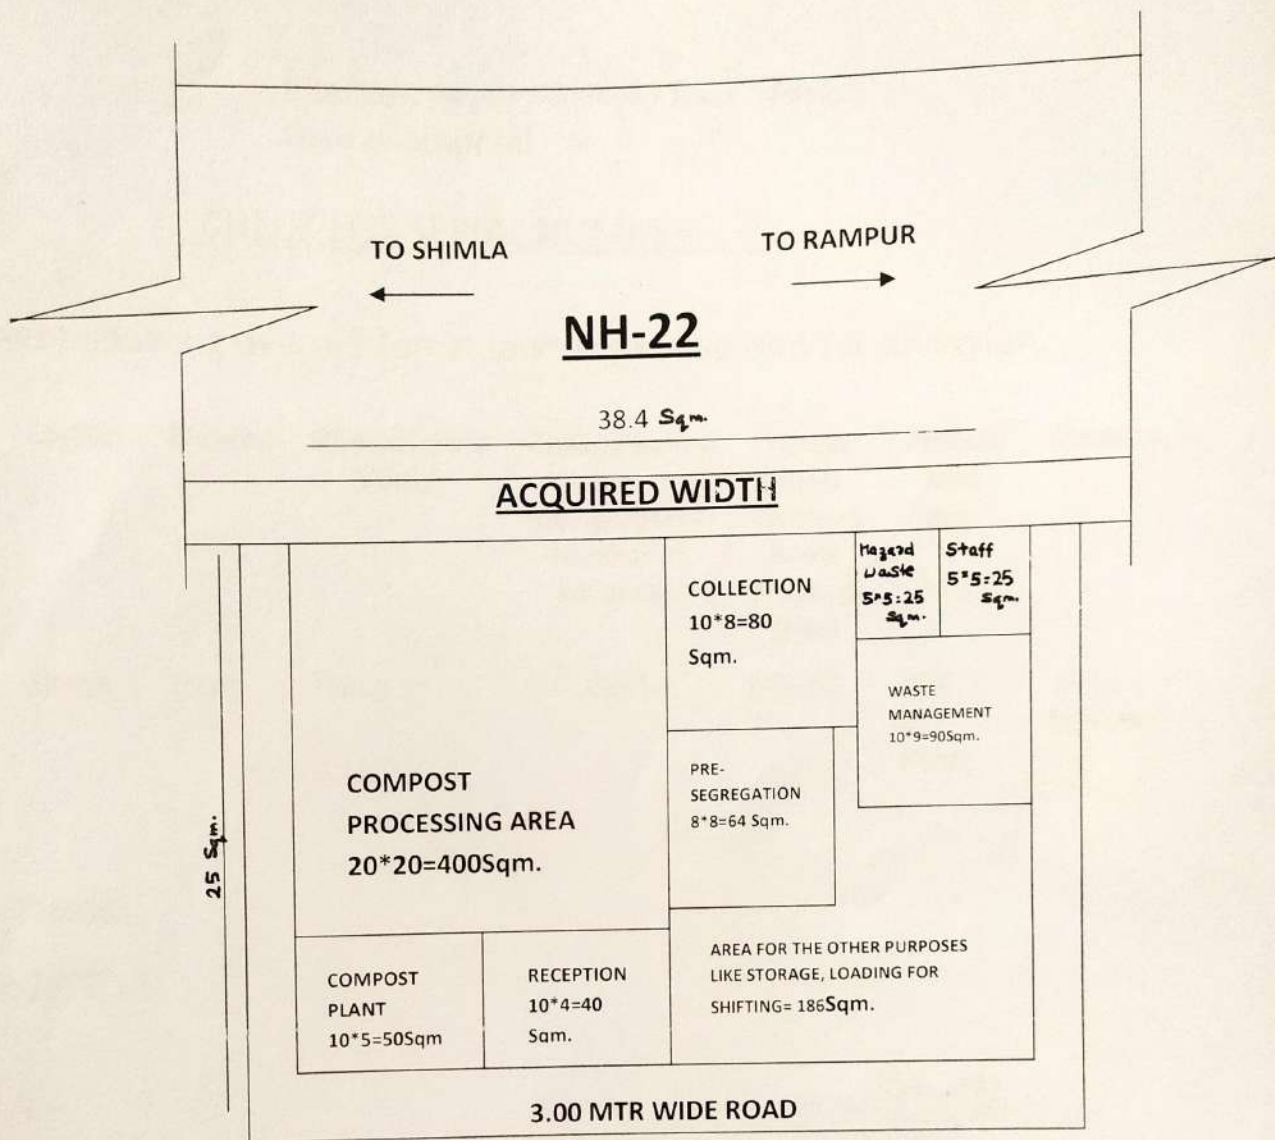 TO SHIMLA
TO RAMPUR
NH-22
38.4 Sqm.
ACQUIRED WIDTH
COLLECTION
10*8=80
Sqm.
Hazard
waste
5*5=25
Sqm.
Staff
5*5=25
Sqm.
WASTE
MANAGEMENT
10*9=90Sqm.
COMPOST
PROCESSING AREA
20*20=400Sqm.
PRE-
SEGREGATION
8*8=64 Sqm.
25 Sqm.
COMPOST
PLANT
10*5=50Sqm
RECEPTION
10*4=40
Sqm.
AREA FOR THE OTHER PURPOSES
LIKE STORAGE, LOADING FOR
SHIFTING= 186Sqm.
3.00 MTR WIDE ROAD